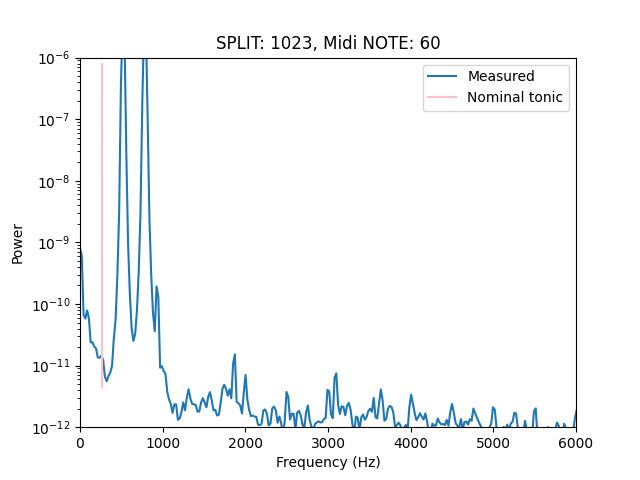 SPLIT: 1023, Midi NOTE: 60
Measured
Nominal tonic
Power
10⁻⁶
10⁻⁷
10⁻⁸
10⁻⁹
10⁻¹⁰
10⁻¹¹
10⁻¹²
0 1000 2000 3000 4000 5000 6000
Frequency (Hz)